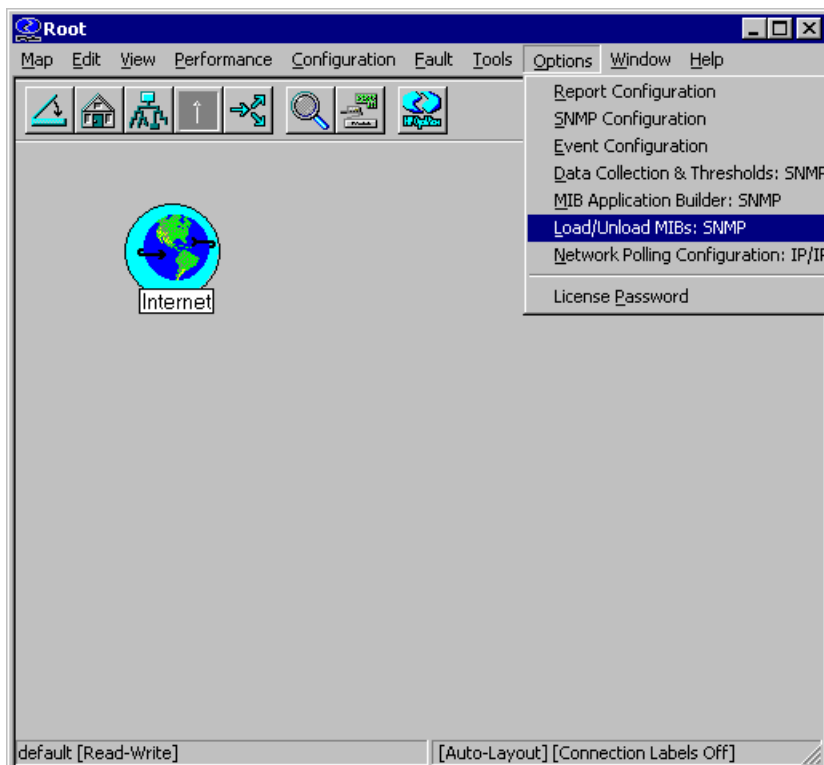 Root
Map Edit View Performance Configuration Fault Tools Options Window Help
Report Configuration
SNMP Configuration
Event Configuration
Data Collection & Thresholds: SNMP
MIB Application Builder: SNMP
Load/Unload MIBs: SNMP
Network Polling Configuration: IP/IP
License Password
Internet
default [Read-Write] [Auto-Layout] [Connection Labels Off]